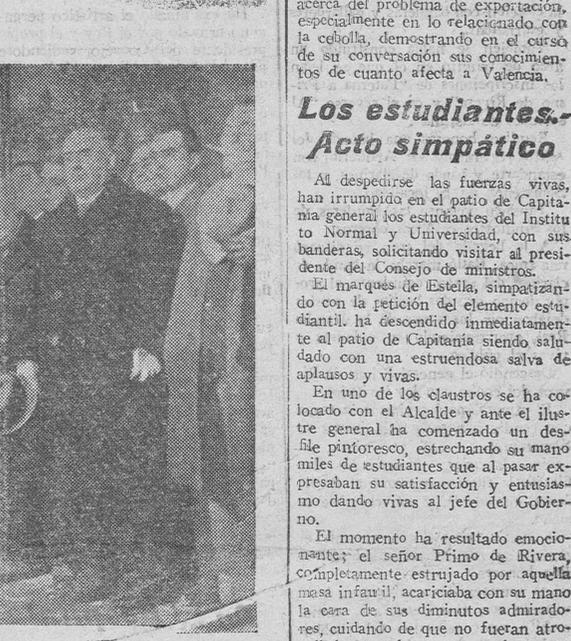 acerca del problema de exportación,
especialmente en lo relacionado con
la cebolla, demostrando en el curso
de su conversación sus conocimien-
tos de cuanto afecta a Valencia.
Los estudiantes.-
Acto simpático
Al despedirse las fuerzas vivas,
han irrumpido en el patio de Capita-
nía general los estudiantes del Institu
to Normal y Universidad, con sus
banderas, solicitando visitar al presi-
dente del Consejo de ministros.
El marqués de Estella, simpatizan-
do con la petición del elemento estu-
diantil. ha descendido inmediatamen-
te al patio de Capitanía siendo salu-
dado con una estruendosa salva de
aplausos y vivas.
En uno de los claustros se ha co-
locado con el Alcalde y ante el ilus-
tre general ha comenzado un des-
file pintoresco, estrechando su mano
miles de estudiantes que al pasar ex-
presaban su satisfacción y entusias-
mo dando vivas al jefe del Gobier-
no.
El momento ha resultado emocio-
nante; el señor Primo de Rivera,
completamente estrujado por aquella
masa infantil, acariciaba con su mano
la cara de sus diminutos admirado-
res, cuidando de que no fueran atro-